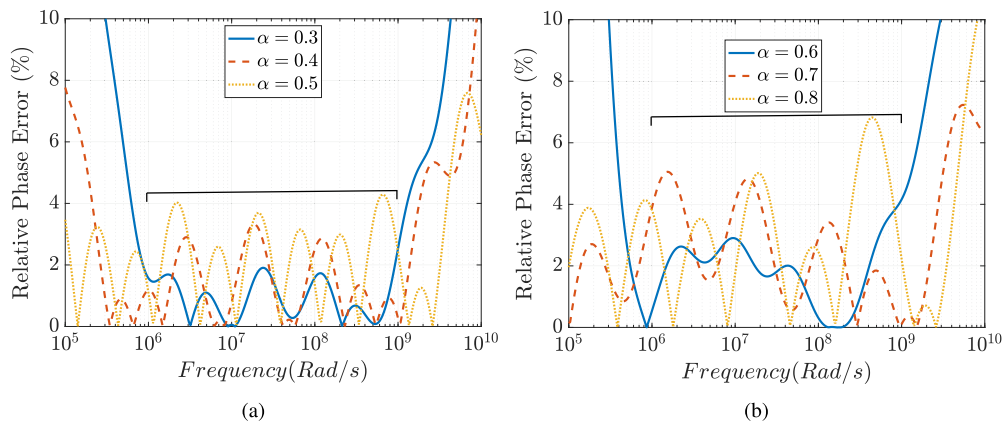 10
8
6
4
2
0
Relative Phase Error (%)
α = 0.3
α = 0.4
α = 0.5
10^5 10^6 10^7 10^8 10^9 10^10
Frequency(Rad/s)
(a)
10
8
6
4
2
0
Relative Phase Error (%)
α = 0.6
α = 0.7
α = 0.8
10^5 10^6 10^7 10^8 10^9 10^10
Frequency(Rad/s)
(b)